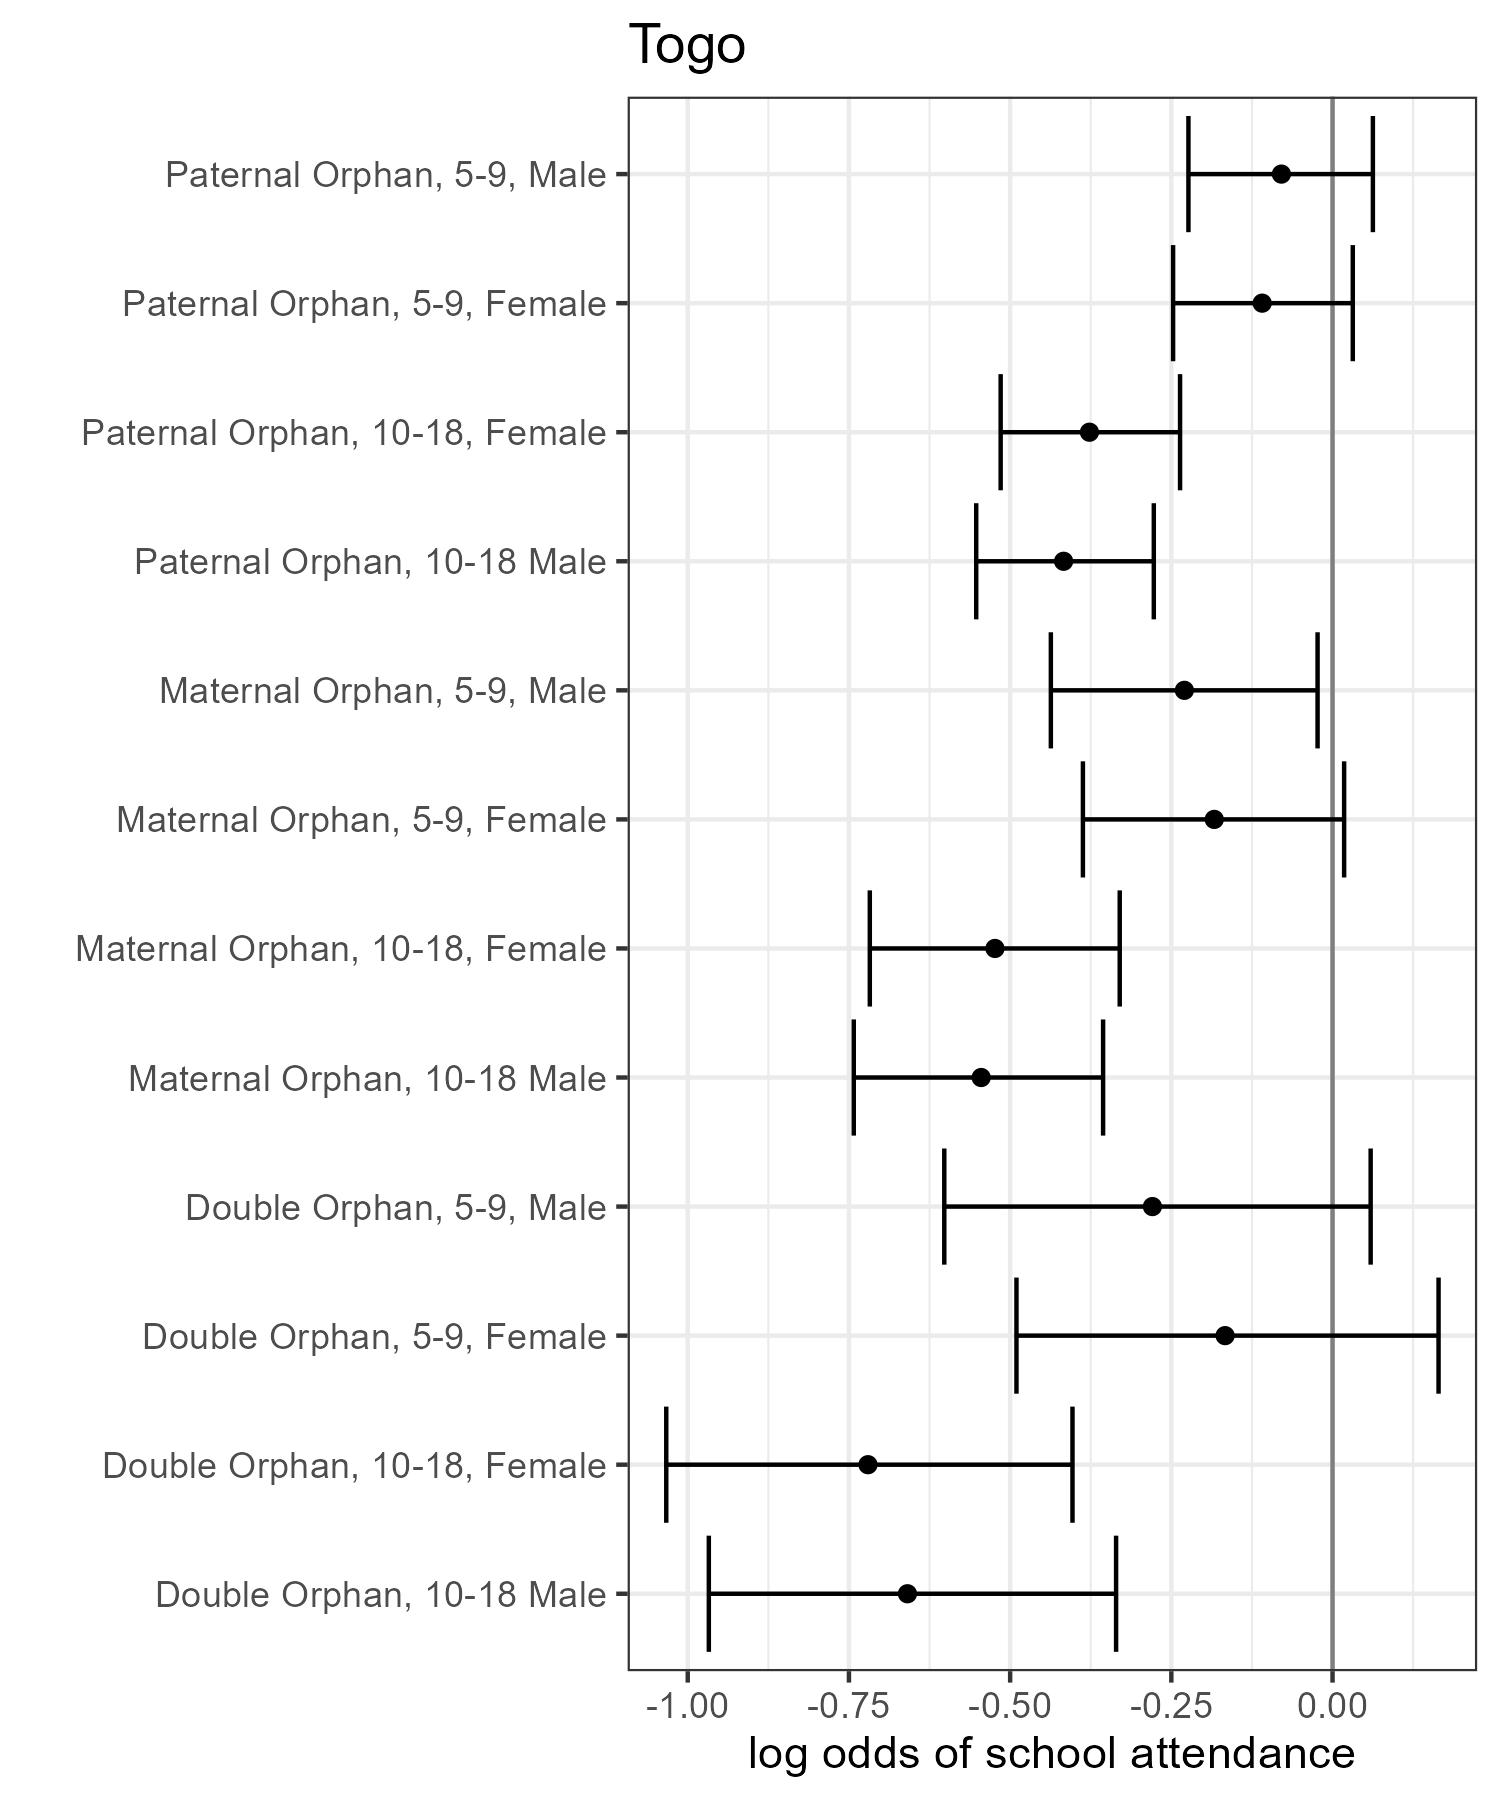 Togo
Paternal Orphan, 5-9, Male
Paternal Orphan, 5-9, Female
Paternal Orphan, 10-18, Female
Paternal Orphan, 10-18 Male
Maternal Orphan, 5-9, Male
Maternal Orphan, 5-9, Female
Maternal Orphan, 10-18, Female
Maternal Orphan, 10-18 Male
Double Orphan, 5-9, Male
Double Orphan, 5-9, Female
Double Orphan, 10-18, Female
Double Orphan, 10-18 Male
-1.00 -0.75 -0.50 -0.25 0.00
log odds of school attendance